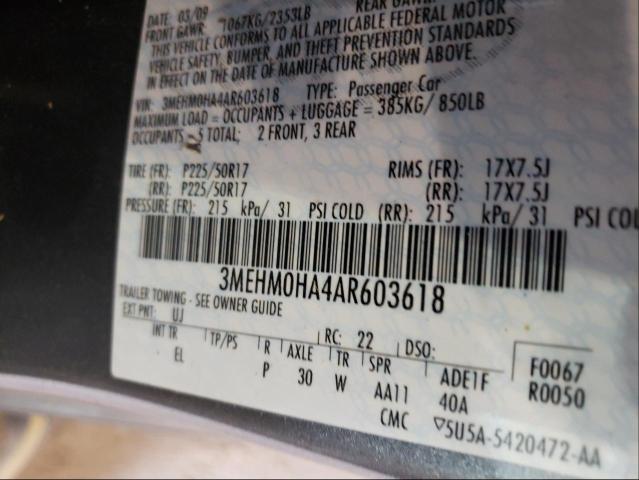 DATE: 03/09
FRONT GAWR: 1067KG/2353LB REAR GAWR:
THIS VEHICLE CONFORMS TO ALL APPLICABLE FEDERAL MOTOR
VEHICLE SAFETY, BUMPER, AND THEFT PREVENTION STANDARDS
IN EFFECT ON THE DATE OF MANUFACTURE SHOWN ABOVE.
VIN: 3MEHM0HA4AR603618 TYPE: Passenger Car
MAXIMUM LOAD = OCCUPANTS + LUGGAGE = 385KG/ 850LB
OCCUPANTS 5 TOTAL: 2 FRONT, 3 REAR
TIRE (FR): P225/50R17 RIMS (FR): 17X7.5J
(RR): P225/50R17 (RR): 17X7.5J
PRESSURE (FR): 215 kPa/ 31 PSI COLD (RR): 215 kPa/ 31 PSI COL
3MEHM0HA4AR603618
TRAILER TOWING - SEE OWNER GUIDE
EXT PNT: UJ RC: 22 DSO:
INT TR TP/PS R AXLE TR SPR ADE1F F0067
EL P 30 W AA11 40A R0050
CMC 5U5A-5420472-AA